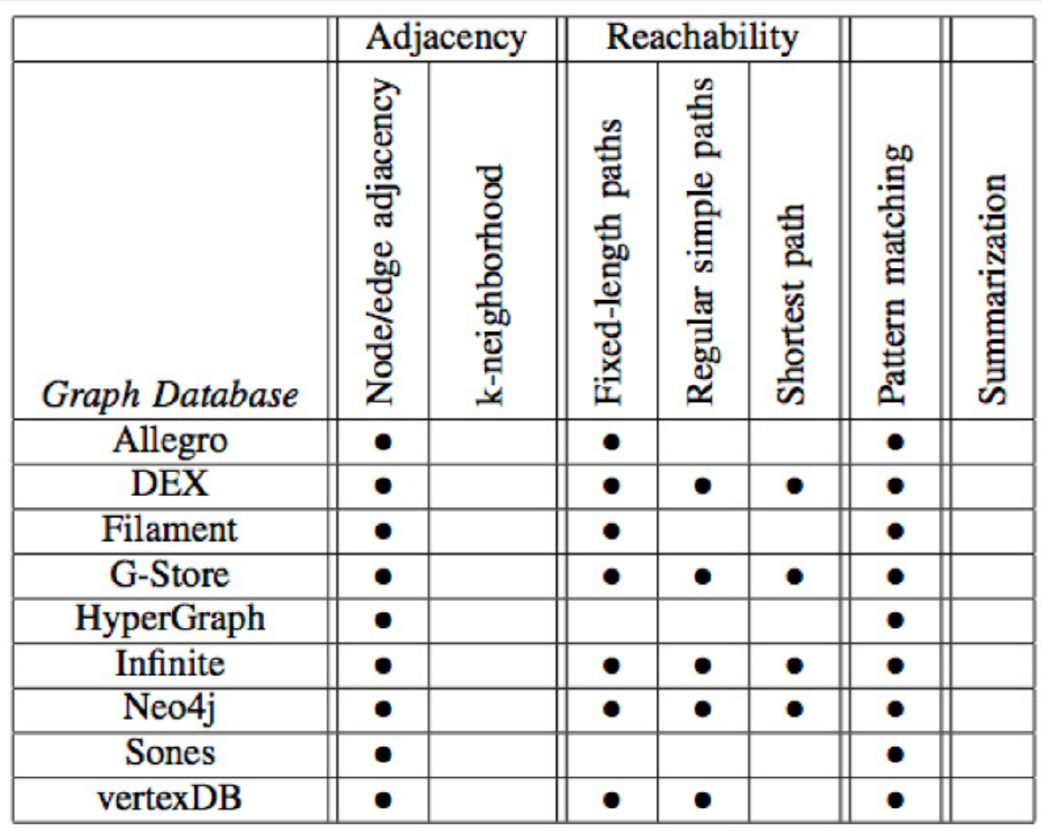 Adjacency Reachability
Graph Database Node/edge adjacency k-neighborhood Fixed-length paths Regular simple paths Shortest path Pattern matching Summarization
Allegro ● ● ●
DEX ● ● ● ● ●
Filament ● ● ●
G-Store ● ● ● ● ●
HyperGraph ● ●
Infinite ● ● ● ● ●
Neo4j ● ● ● ● ●
Sones ● ●
vertexDB ● ● ● ●